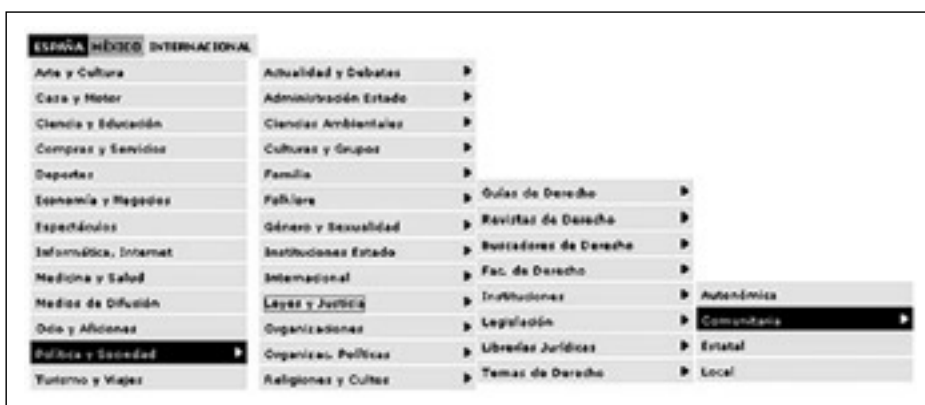 ESPAÑA MÉXICO INTERNACIONAL
Arte y Cultura
Casa y Motor
Ciencia y Educación
Compras y Servicios
Deportes
Economía y Negocios
Espectáculos
Informática, Internet
Medicina y Salud
Medios de Difusión
Ocio y Aficiones
Política y Sociedad
Turismo y Viajes
Actualidad y Debates
Administración Estado
Ciencias Ambientales
Culturas y Grupos
Familia
Folklore
Género y Sexualidad
Instituciones Estado
Internacional
Leyes y Justicia
Organizaciones
Organizac. Políticas
Religiones y Cultos
Guías de Derecho
Revistas de Derecho
Buscadores de Derecho
Fac. de Derecho
Instituciones
Legislación
Librerías Jurídicas
Temas de Derecho
Autonómica
Comunitaria
Estatal
Local